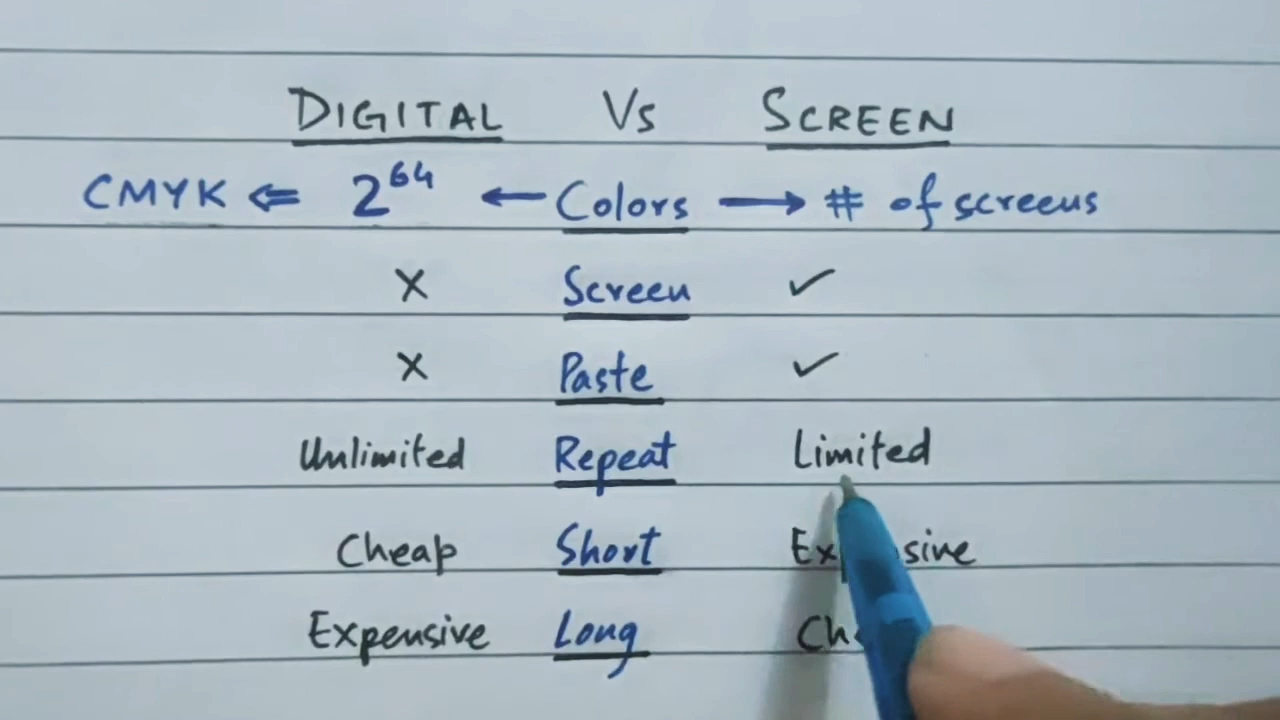 DIGITAL Vs SCREEN
CMYK ⇐ 2^64 ← Colors → # of screens
X Screen ✓
X Paste ✓
Unlimited Repeat Limited
Cheap Short
Expensive Long